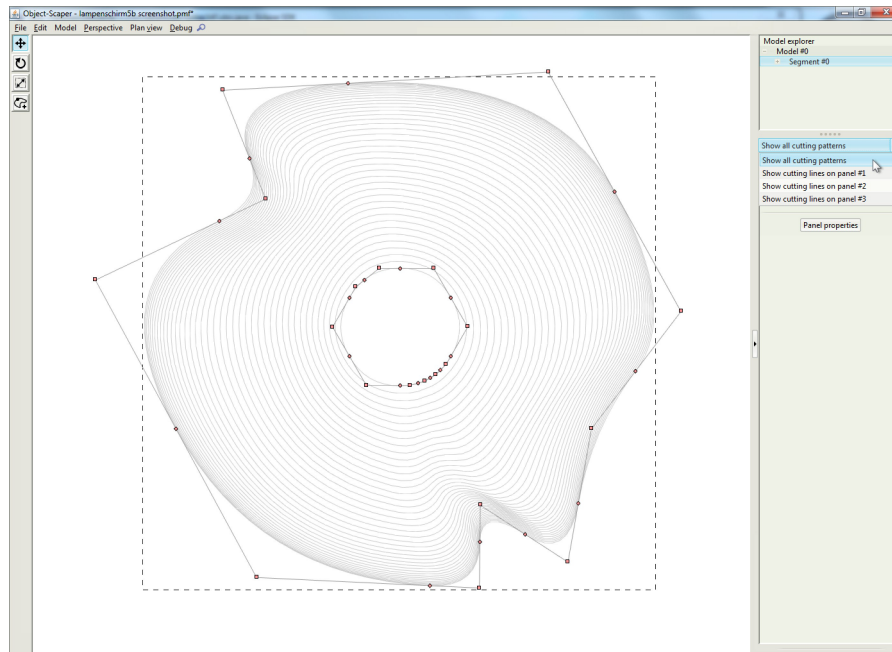 Object-Scaper - lampenschirm5b screenshot.pmf*
File Edit Model Perspective Plan view Debug
Model explorer
Model #0
Segment #0
Show all cutting patterns
Show all cutting patterns
Show cutting lines on panel #1
Show cutting lines on panel #2
Show cutting lines on panel #3
Panel properties